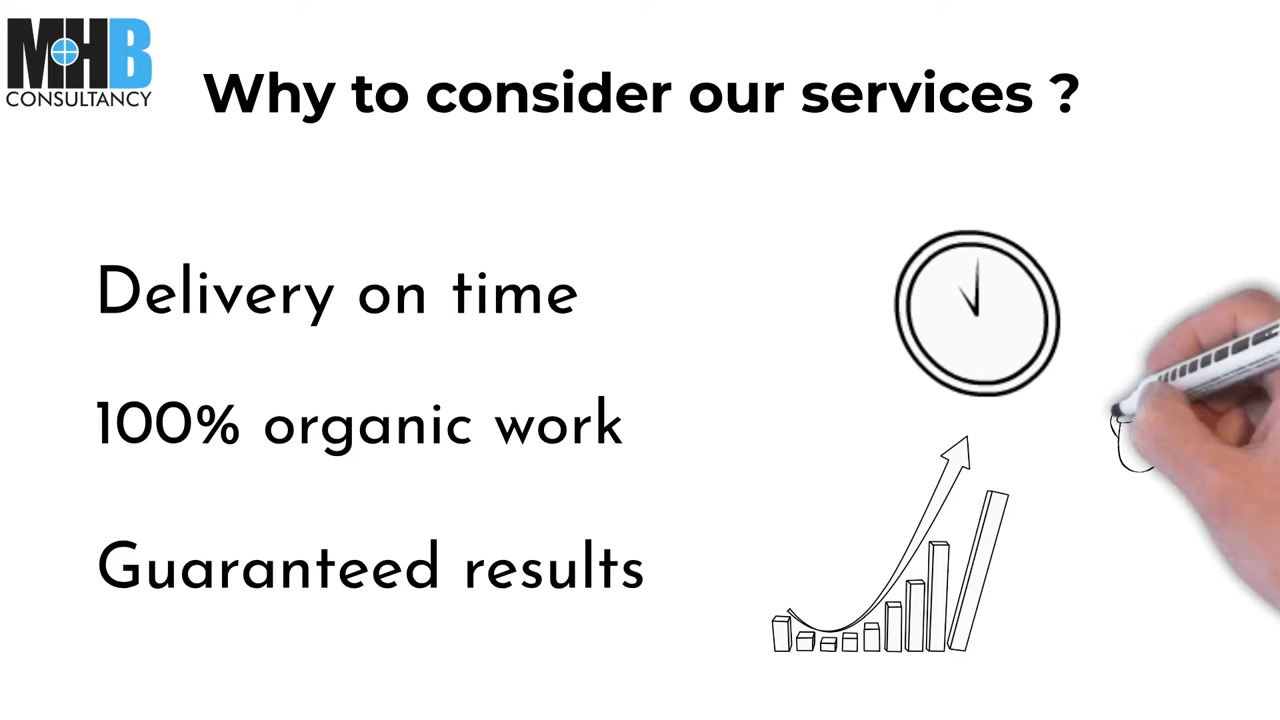 MHB
CONSULTANCY
Why to consider our services ?
Delivery on time
100% organic work
Guaranteed results